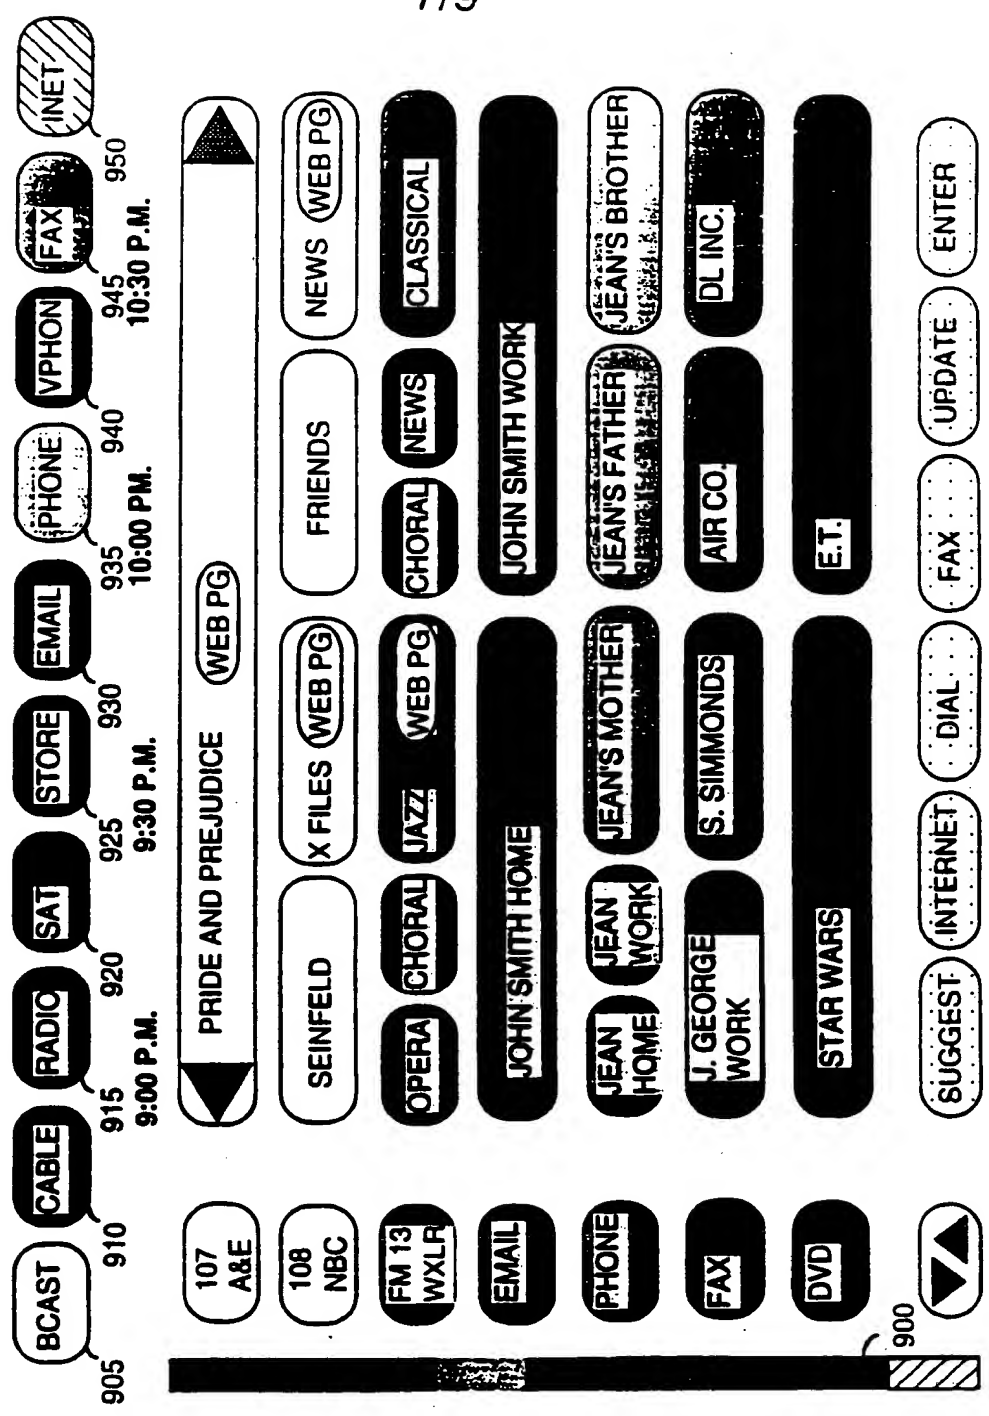 7/9
BCAST CABLE RADIO SAT STORE EMAIL PHONE VPHON FAX INET
905 910 915 920 925 930 935 940 945 950
9:00 P.M. 9:30 P.M. 10:00 PM. 10:30 P.M.
107 A&E PRIDE AND PREJUDICE WEB PG
108 NBC SEINFELD X FILES WEB PG FRIENDS NEWS WEB PG
FM 13 WXLR OPERA CHORAL JAZZ WEB PG CHORAL NEWS CLASSICAL
EMAIL JOHN SMITH HOME JOHN SMITH WORK
PHONE JEAN HOME JEAN WORK JEAN'S MOTHER JEAN'S FATHER JEAN'S BROTHER
FAX J. GEORGE WORK S. SIMMONDS AIR CO. DL INC.
DVD STAR WARS E.T.
900
SUGGEST INTERNET DIAL FAX UPDATE ENTER